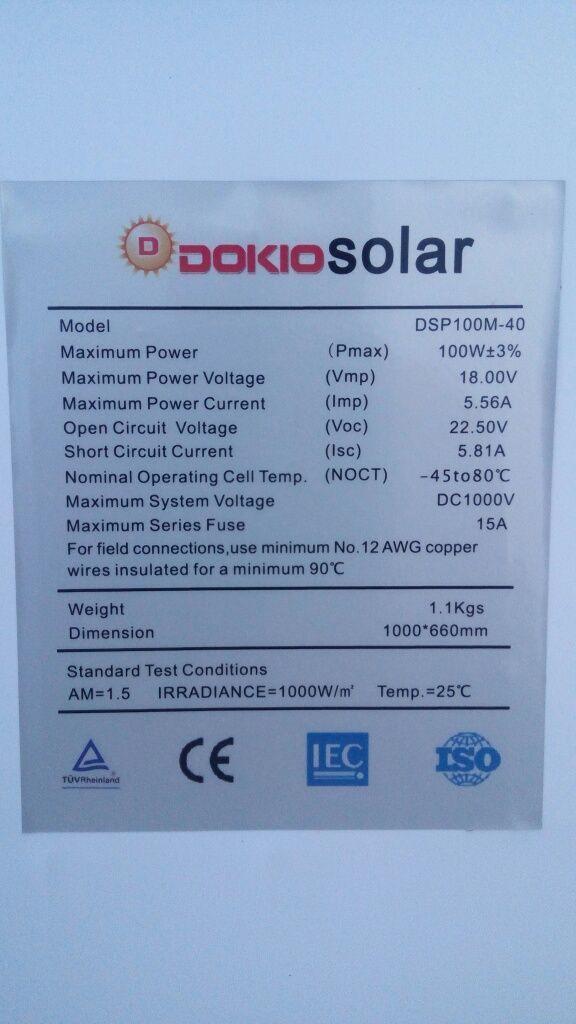 D DOKIO solar
Model DSP100M-40
Maximum Power (Pmax) 100W±3%
Maximum Power Voltage (Vmp) 18.00V
Maximum Power Current (Imp) 5.56A
Open Circuit Voltage (Voc) 22.50V
Short Circuit Current (Isc) 5.81A
Nominal Operating Cell Temp. (NOCT) -45to80℃
Maximum System Voltage DC1000V
Maximum Series Fuse 15A
For field connections,use minimum No.12 AWG copper
wires insulated for a minimum 90℃
Weight 1.1Kgs
Dimension 1000*660mm
Standard Test Conditions
AM=1.5 IRRADIANCE=1000W/㎡ Temp.=25℃
TÜVRheinland® CE IEC ISO